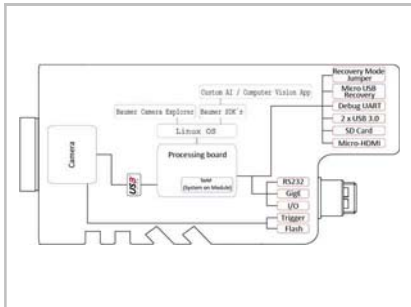 Custom AI / Computer Vision App
Baumer Camera Explorer
Baumer SDK's
Linux OS
Processing board
SoM
(System on Module)
Camera
USB
Recovery Mode
Jumper
Micro USB
Recovery
Debug UART
2 x USB 3.0
SD Card
Micro-HDMI
RS232
GigE
I/O
Trigger
Flash